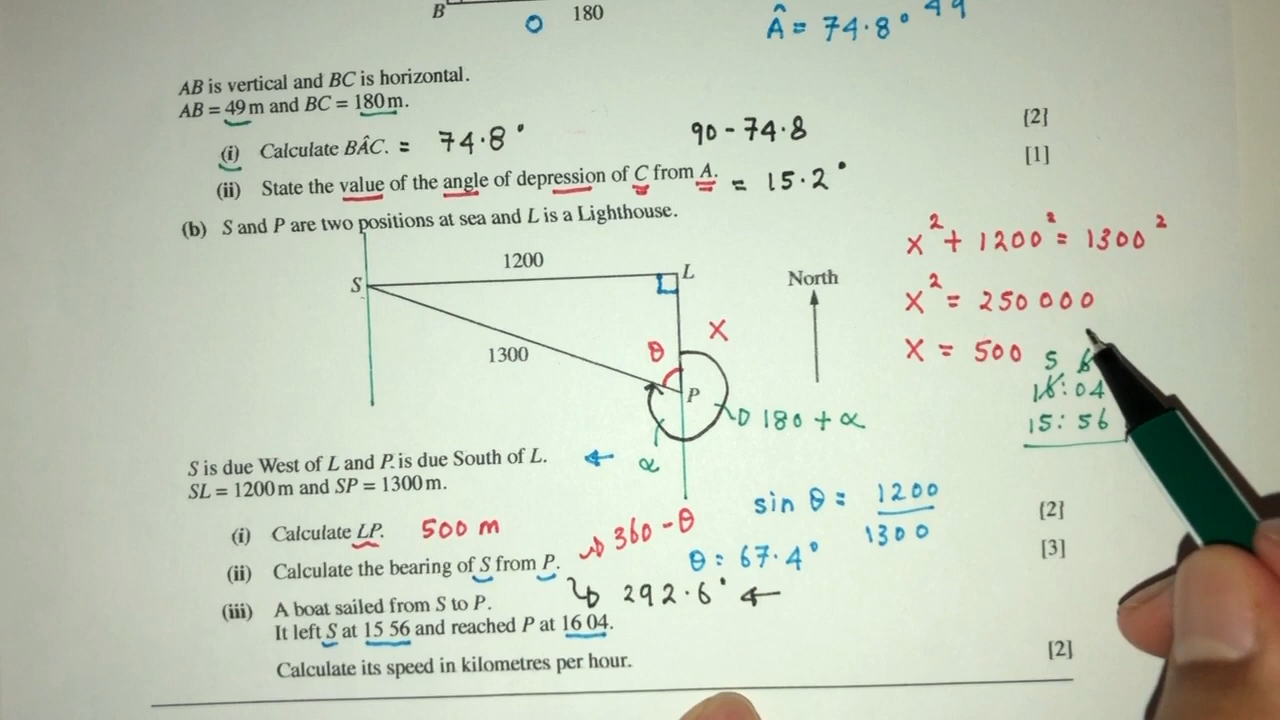 B
180
Â = 74.8° 49
AB is vertical and BC is horizontal.
AB = 49 m and BC = 180 m.
[2]
(i) Calculate BÂC. = 74.8° 90 - 74.8
[1]
(ii) State the value of the angle of depression of C from A. = 15.2°
(b) S and P are two positions at sea and L is a Lighthouse.
x² + 1200² = 1300²
1200
L
S
North
x² = 250000
X
θ
1300
x = 500
5 6
16:04
P
180 + α
15:56
α
S is due West of L and P is due South of L.
SL = 1200 m and SP = 1300 m.
sin θ = 1200
1300
[2]
(i) Calculate LP. 500 m
360 - θ
θ = 67.4°
[3]
(ii) Calculate the bearing of S from P.
292.6°
(iii) A boat sailed from S to P.
It left S at 15 56 and reached P at 16 04.
Calculate its speed in kilometres per hour.
[2]